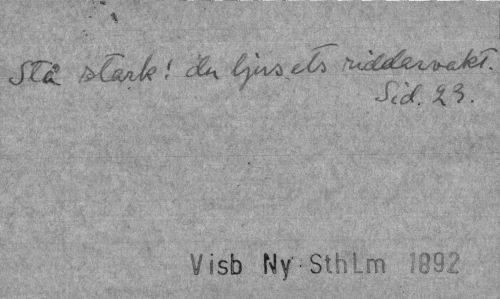 Stå stark! du ljusets riddarvakt.
Sid. 23.
Visb Ny SthLm 1892